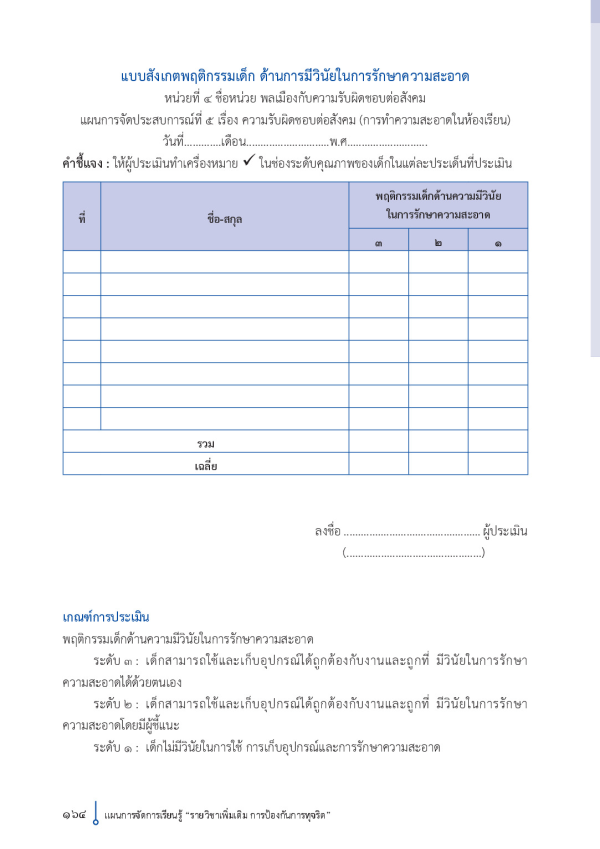 แบบสังเกตพฤติกรรมเด็ก ด้านการมีวินัยในการรักษาความสะอาด
หน่วยที่ ๔ ชื่อหน่วย พลเมืองกับความรับผิดชอบต่อสังคม
แผนการจัดประสบการณ์ที่ ๕ เรื่อง ความรับผิดชอบต่อสังคม (การทำความสะอาดในห้องเรียน)
วันที่.............เดือน.............................พ.ศ............................
คำชี้แจง : ให้ผู้ประเมินทำเครื่องหมาย ✓ ในช่องระดับคุณภาพของเด็กในแต่ละประเด็นที่ประเมิน
ที่
ชื่อ-สกุล
พฤติกรรมเด็กด้านความมีวินัย
ในการรักษาความสะอาด
๓ ๒ ๑
รวม
เฉลี่ย
ลงชื่อ ................................................ ผู้ประเมิน
(................................................)
เกณฑ์การประเมิน
พฤติกรรมเด็กด้านความมีวินัยในการรักษาความสะอาด
ระดับ ๓ : เด็กสามารถใช้และเก็บอุปกรณ์ได้ถูกต้องกับงานและถูกที่ มีวินัยในการรักษา
ความสะอาดได้ด้วยตนเอง
ระดับ ๒ : เด็กสามารถใช้และเก็บอุปกรณ์ได้ถูกต้องกับงานและถูกที่ มีวินัยในการรักษา
ความสะอาดโดยมีผู้ชี้แนะ
ระดับ ๑ : เด็กไม่มีวินัยในการใช้ การเก็บอุปกรณ์และการรักษาความสะอาด
๑๖๔ แผนการจัดการเรียนรู้ “รายวิชาเพิ่มเติม การป้องกันการทุจริต”